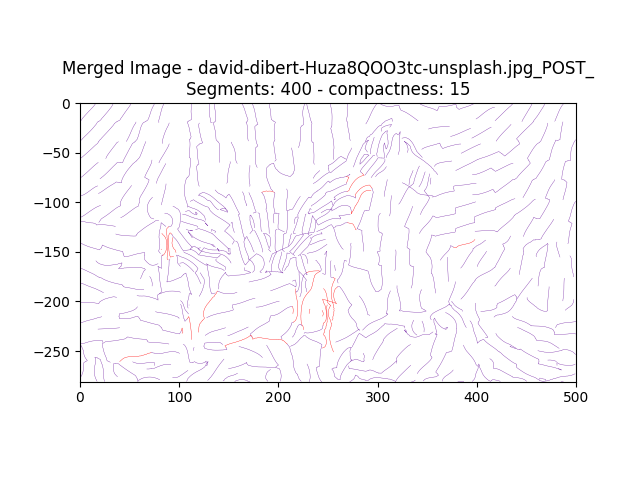 Merged Image - david-dibert-Huza8QOO3tc-unsplash.jpg_POST_
Segments: 400 - compactness: 15
0
−50
−100
−150
−200
−250
0 100 200 300 400 500